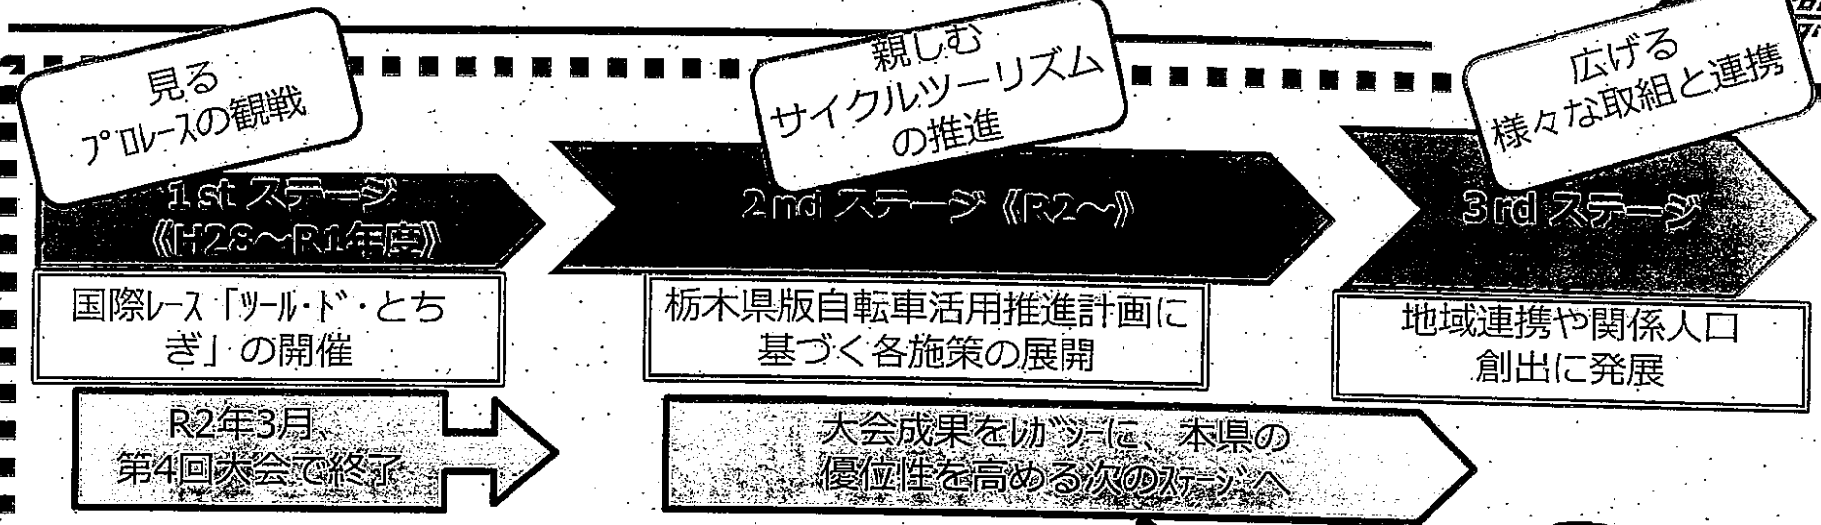 見る
ﾌﾟﾛﾚｰｽの観戦
1st ステージ
《H28～R1年度》
国際ﾚｰｽ「ﾂｰﾙ･ﾄﾞ・とち
ぎ」の開催
R2年3月、
第4回大会で終了
親しむ
サイクルツーリズム
の推進
2nd ステージ《R2～》
栃木県版自転車活用推進計画に
基づく各施策の展開
大会成果をﾚｶﾞｼｰに、本県の
優位性を高める次のｽﾃｰｼﾞへ
広げる
様々な取組と連携
3rd ステージ
地域連携や関係人口
創出に発展